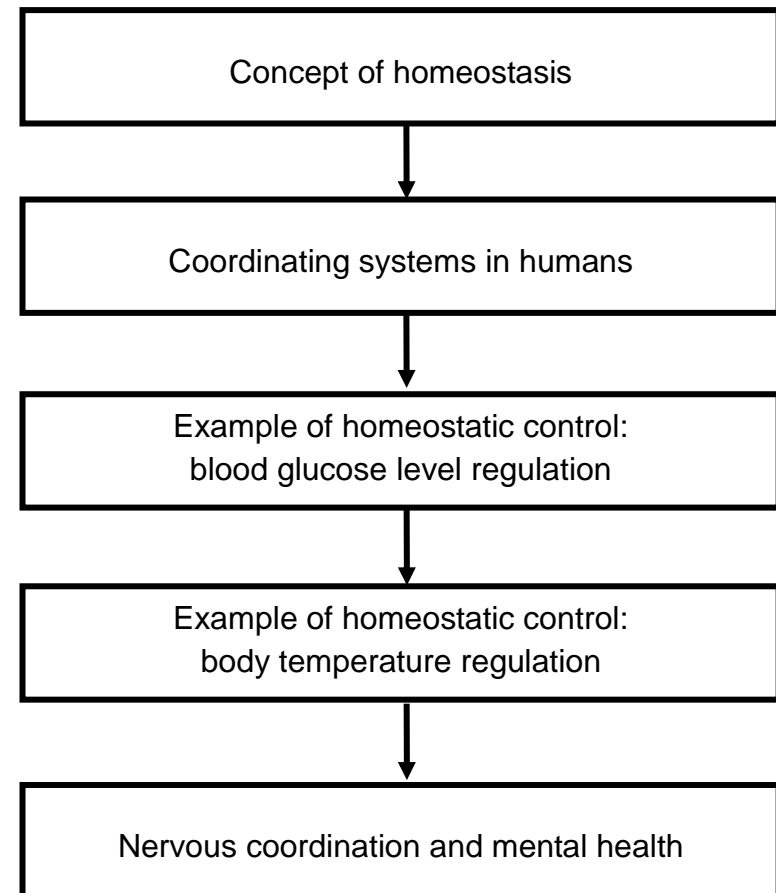 Concept of homeostasis
Coordinating systems in humans
Example of homeostatic control:
blood glucose level regulation
Example of homeostatic control:
body temperature regulation
Nervous coordination and mental health